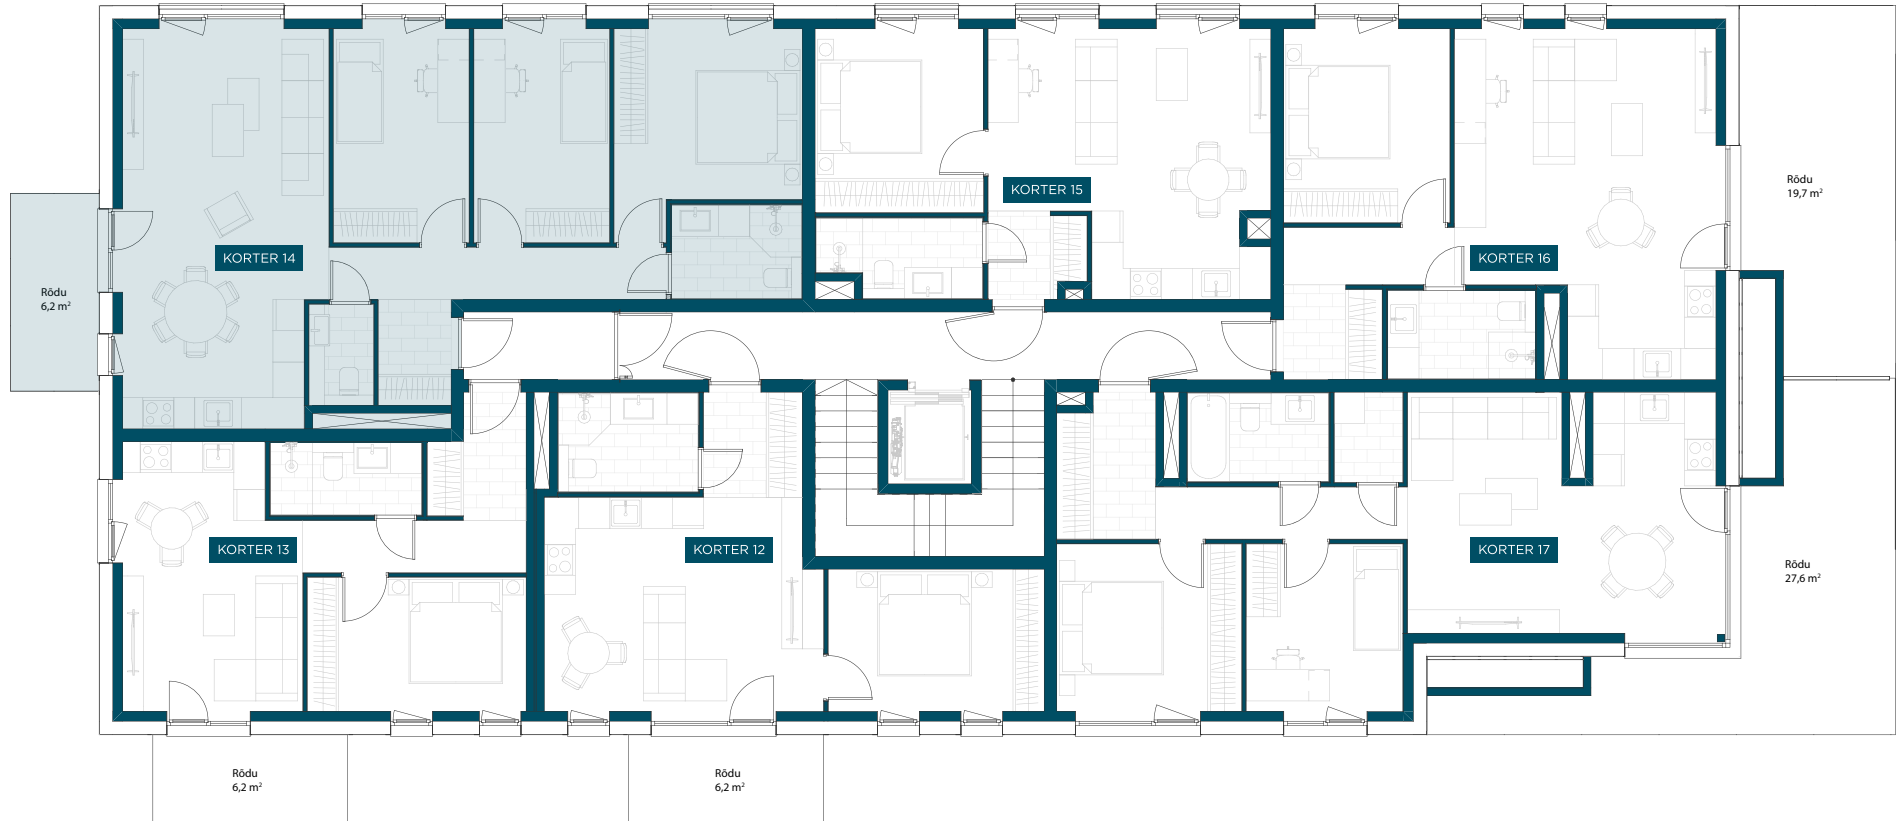 KORTER 15
Rõdu
19,7 m²
KORTER 14
KORTER 16
Rõdu
6,2 m²
KORTER 13
KORTER 12
KORTER 17
Rõdu
27,6 m²
Rõdu
6,2 m²
Rõdu
6,2 m²